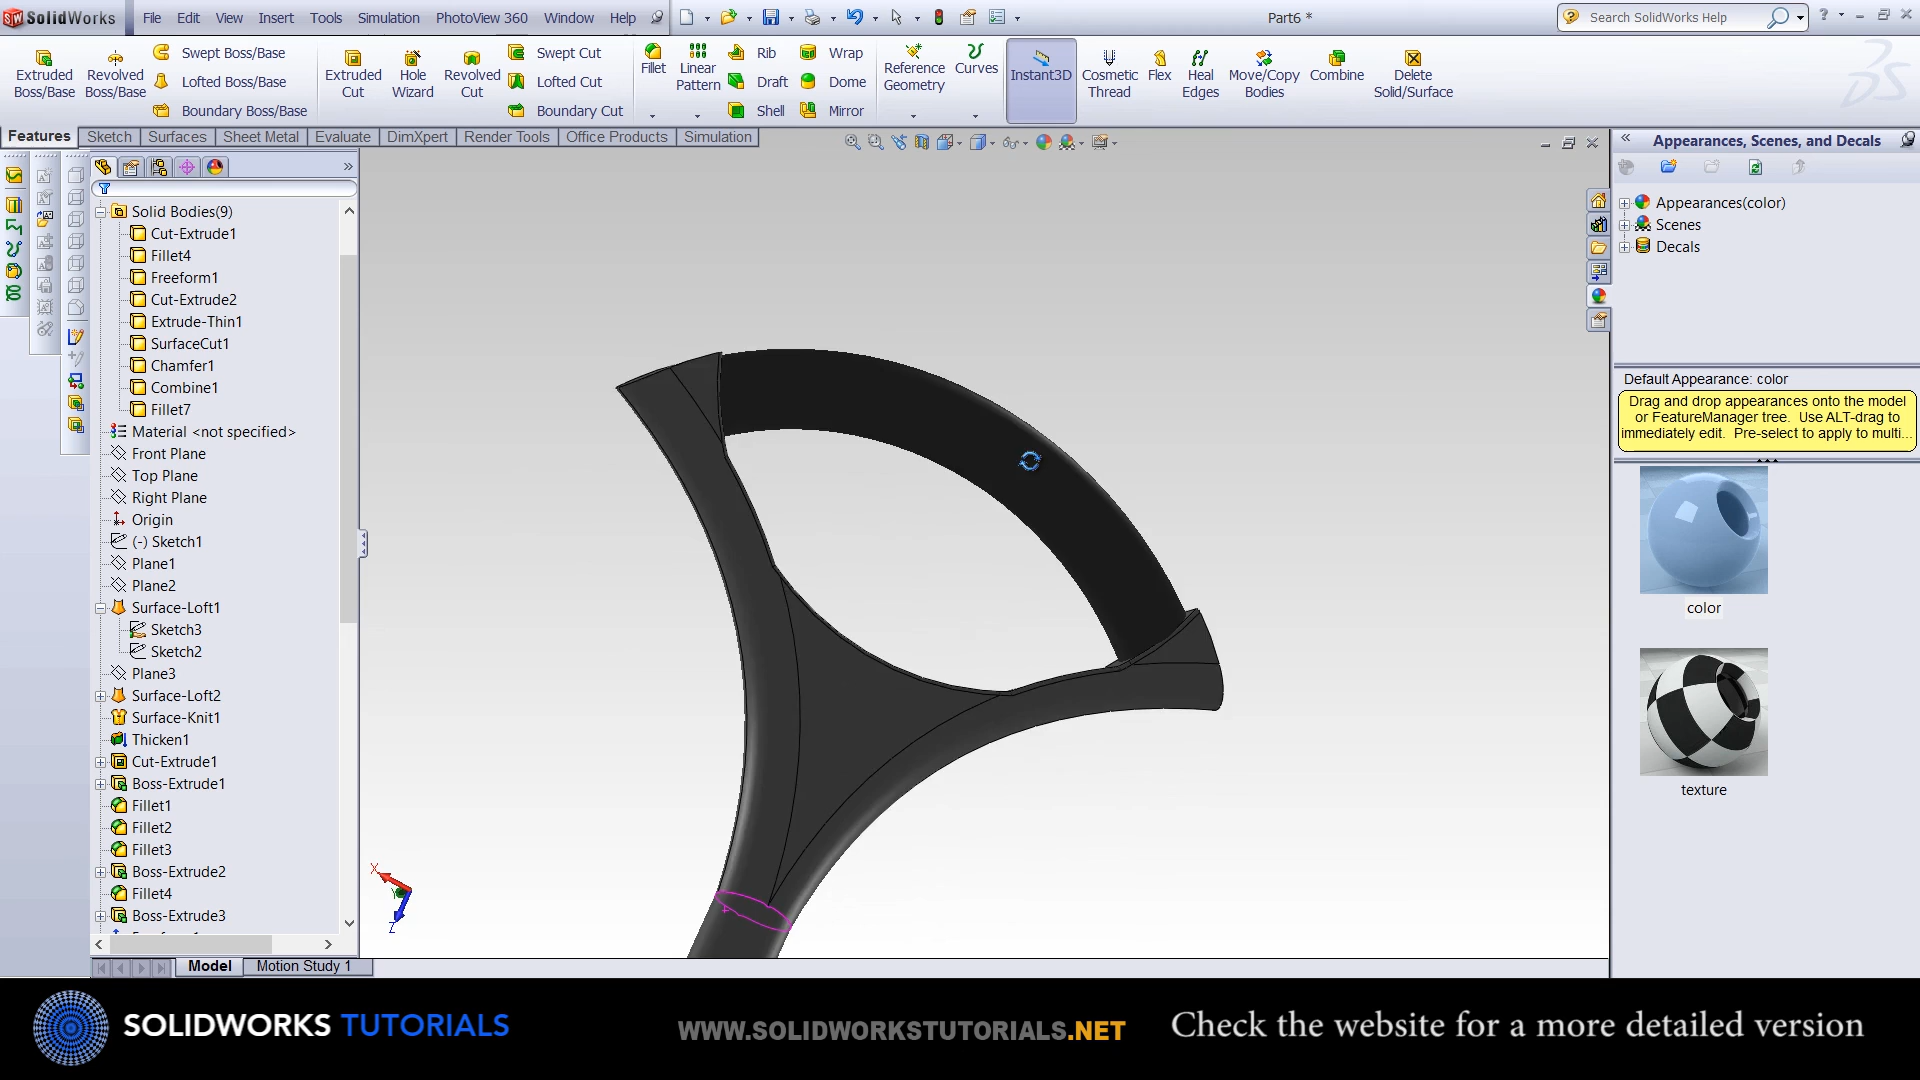 SolidWorks File Edit View Insert Tools Simulation PhotoView 360 Window Help Part6 * Search SolidWorks Help ?
Extruded Boss/Base
Revolved Boss/Base
Swept Boss/Base
Lofted Boss/Base
Boundary Boss/Base
Extruded Cut
Hole Wizard
Revolved Cut
Swept Cut
Lofted Cut
Boundary Cut
Fillet
Linear Pattern
Rib
Draft
Shell
Wrap
Dome
Mirror
Reference Geometry
Curves
Instant3D
Cosmetic Thread
Flex
Heal Edges
Move/Copy Bodies
Combine
Delete Solid/Surface
Features Sketch Surfaces Sheet Metal Evaluate DimXpert Render Tools Office Products Simulation
Solid Bodies(9)
Cut-Extrude1
Fillet4
Freeform1
Cut-Extrude2
Extrude-Thin1
SurfaceCut1
Chamfer1
Combine1
Fillet7
Material <not specified>
Front Plane
Top Plane
Right Plane
Origin
(-) Sketch1
Plane1
Plane2
Surface-Loft1
Sketch3
Sketch2
Plane3
Surface-Loft2
Surface-Knit1
Thicken1
Cut-Extrude1
Boss-Extrude1
Fillet1
Fillet2
Fillet3
Boss-Extrude2
Fillet4
Boss-Extrude3
X
Y
Z
Model Motion Study 1
Appearances, Scenes, and Decals
Appearances(color)
Scenes
Decals
Default Appearance: color
Drag and drop appearances onto the model
or FeatureManager tree. Use ALT-drag to
immediately edit. Pre-select to apply to multi...
color
texture
SOLIDWORKS TUTORIALS WWW.SOLIDWORKSTUTORIALS.NET Check the website for a more detailed version